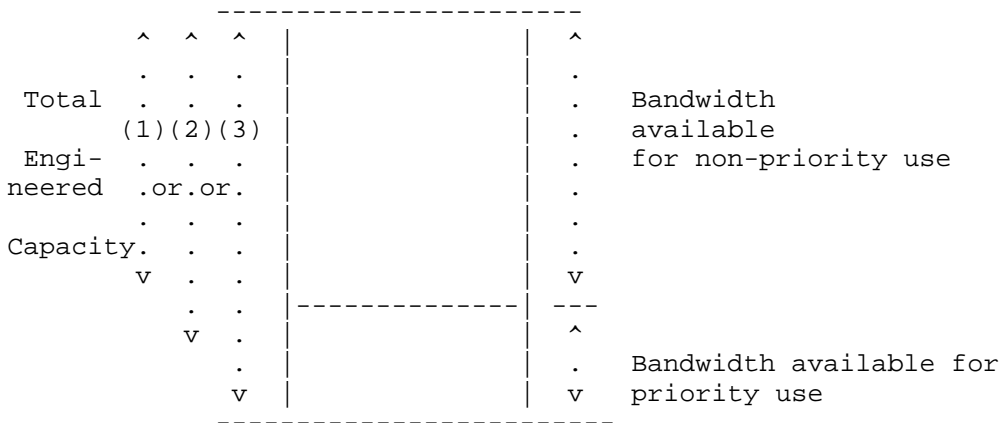 -----------------------
^ ^ ^ | | ^
. . . | | .
Total . . . | | . Bandwidth
(1)(2)(3) | | . available
Engi- . . . | | . for non-priority use
neered .or.or. | | .
. . . | | .
Capacity. . . | | .
v . . | | v
. . |--------------| ---
v . | | ^
. | | . Bandwidth available for
v | | v priority use
-------------------------